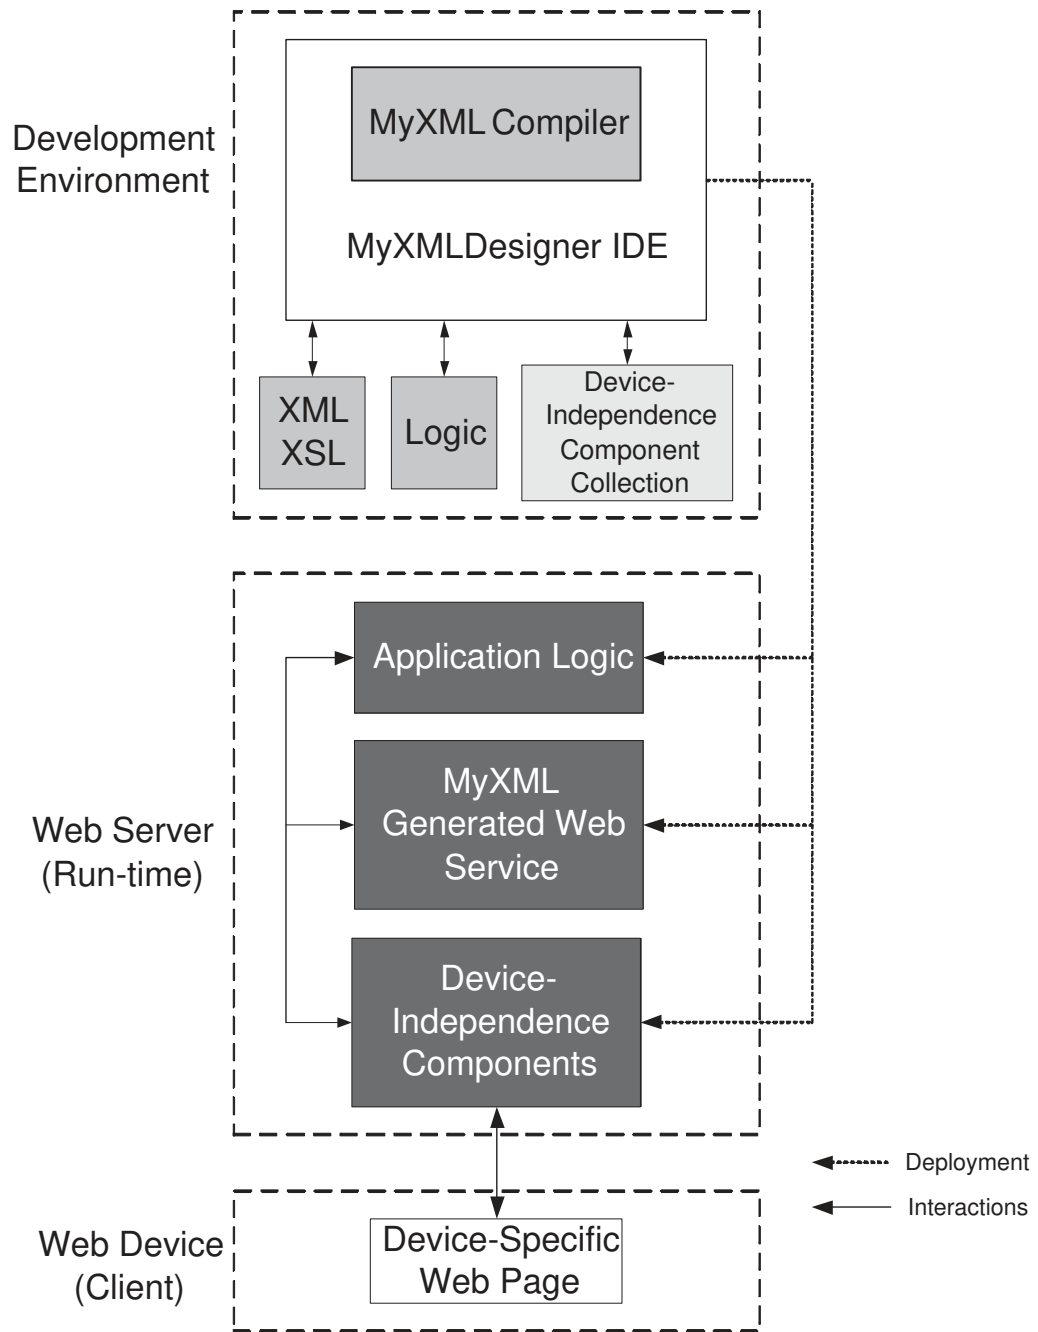 Development
Environment
MyXML Compiler
MyXMLDesigner IDE
XML
XSL
Logic
Device-
Independence
Component
Collection
Web Server
(Run-time)
Application Logic
MyXML
Generated Web
Service
Device-
Independence
Components
Deployment
Interactions
Web Device
(Client)
Device-Specific
Web Page